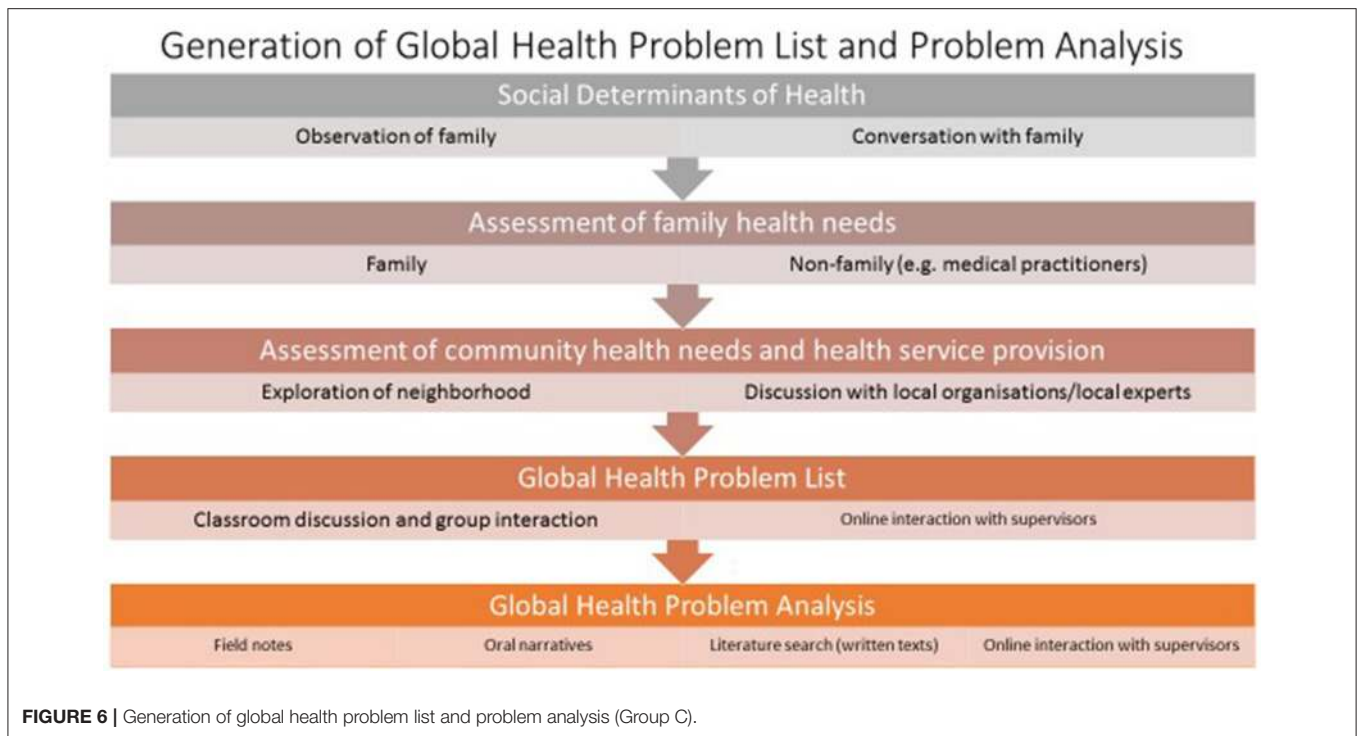 Generation of Global Health Problem List and Problem Analysis
Social Determinants of Health
Observation of family
Conversation with family
Assessment of family health needs
Family
Non-family (e.g. medical practitioners)
Assessment of community health needs and health service provision
Exploration of neighborhood
Discussion with local organisations/local experts
Global Health Problem List
Classroom discussion and group interaction
Online interaction with supervisors
Global Health Problem Analysis
Field notes
Oral narratives
Literature search (written texts)
Online interaction with supervisors
FIGURE 6 | Generation of global health problem list and problem analysis (Group C).